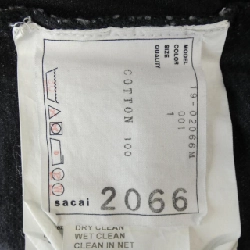 MODEL 19-02066M
COLOR 001
SIZE 1
QUALITY
COTTON 100
sacai 2066
DRY CLEAN
WET CLEAN
CLEAN IN NET